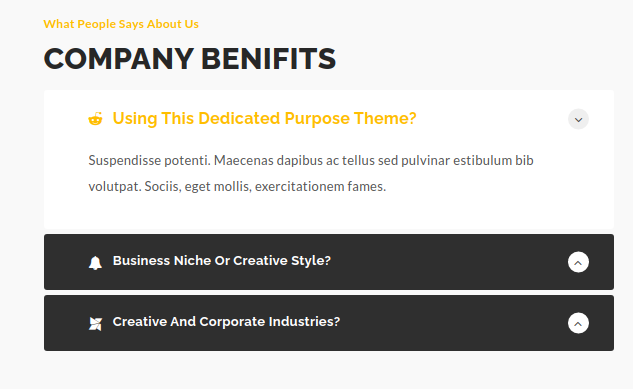 What People Says About Us
COMPANY BENIFITS
Using This Dedicated Purpose Theme?
Suspendisse potenti. Maecenas dapibus ac tellus sed pulvinar estibulum bib
volutpat. Sociis, eget mollis, exercitationem fames.
Business Niche Or Creative Style?
Creative And Corporate Industries?